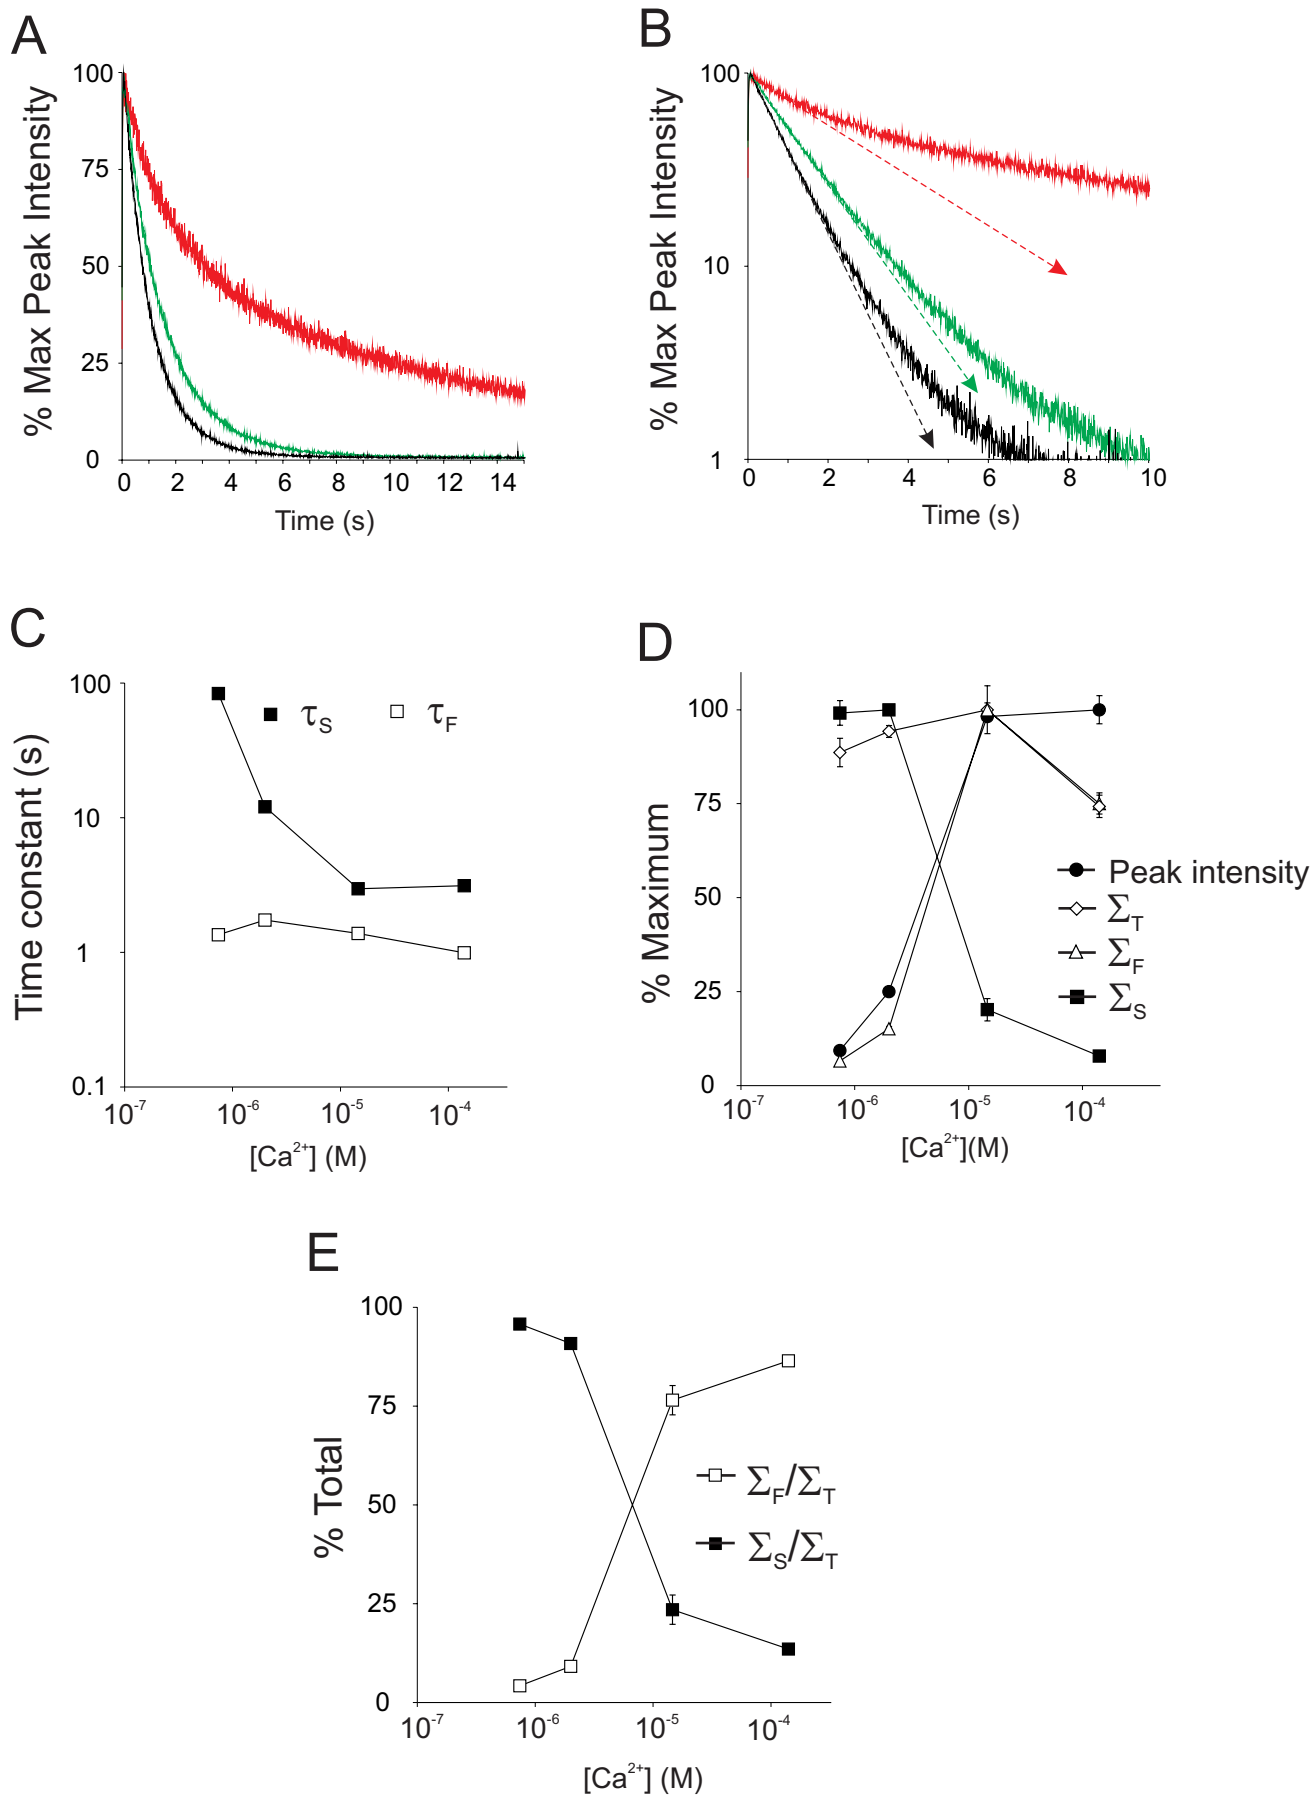 A
% Max Peak Intensity
100
75
50
25
0
0 2 4 6 8 10 12 14
Time (s)
B
% Max Peak Intensity
100
10
1
0 2 4 6 8 10
Time (s)
C
Time constant (s)
100
10
1
0.1
τS τF
10-7 10-6 10-5 10-4
[Ca2+] (M)
D
% Maximum
100
75
50
25
0
Peak intensity
ΣT
ΣF
ΣS
10-7 10-6 10-5 10-4
[Ca2+](M)
E
% Total
100
75
50
25
0
ΣF/ΣT
ΣS/ΣT
10-7 10-6 10-5 10-4
[Ca2+] (M)